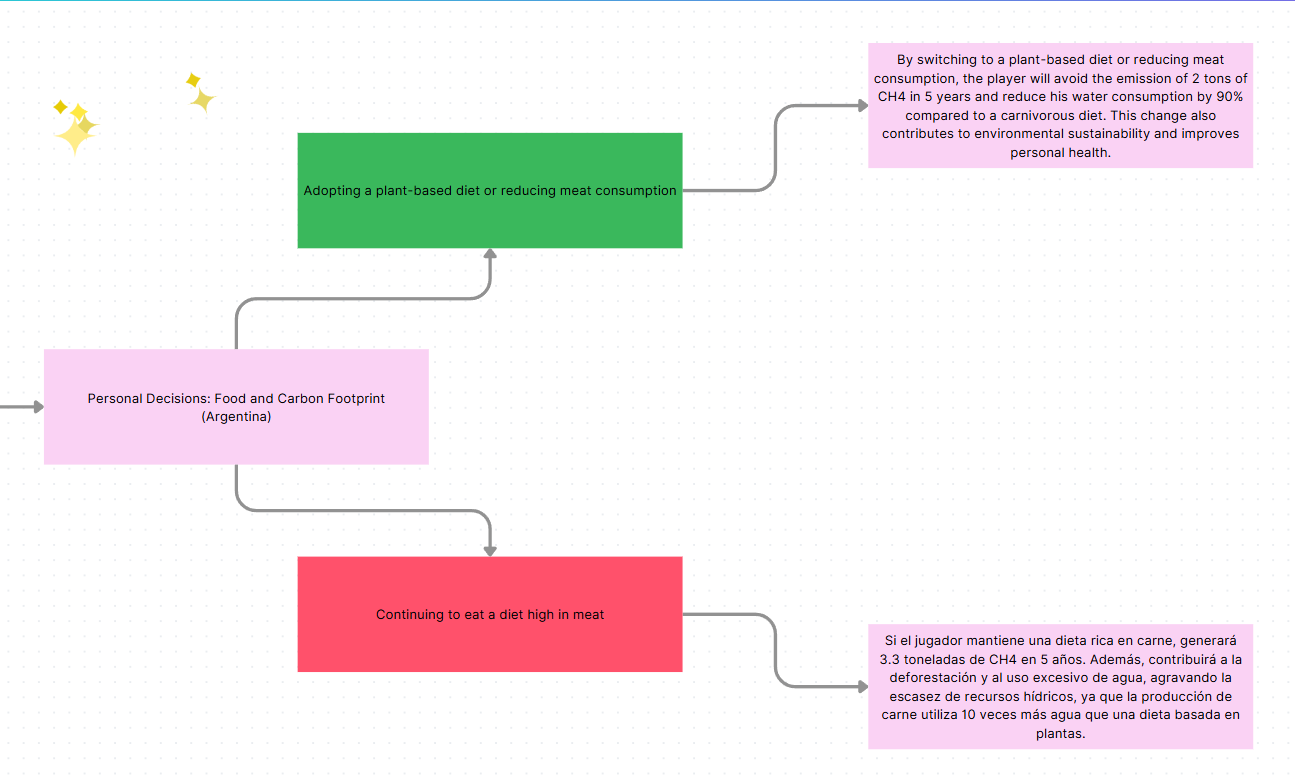 By switching to a plant-based diet or reducing meat
consumption, the player will avoid the emission of 2 tons of
CH4 in 5 years and reduce his water consumption by 90%
compared to a carnivorous diet. This change also
contributes to environmental sustainability and improves
personal health.
Adopting a plant-based diet or reducing meat consumption
Personal Decisions: Food and Carbon Footprint
(Argentina)
Continuing to eat a diet high in meat
Si el jugador mantiene una dieta rica en carne, generará
3.3 toneladas de CH4 en 5 años. Además, contribuirá a la
deforestación y al uso excesivo de agua, agravando la
escasez de recursos hídricos, ya que la producción de
carne utiliza 10 veces más agua que una dieta basada en
plantas.